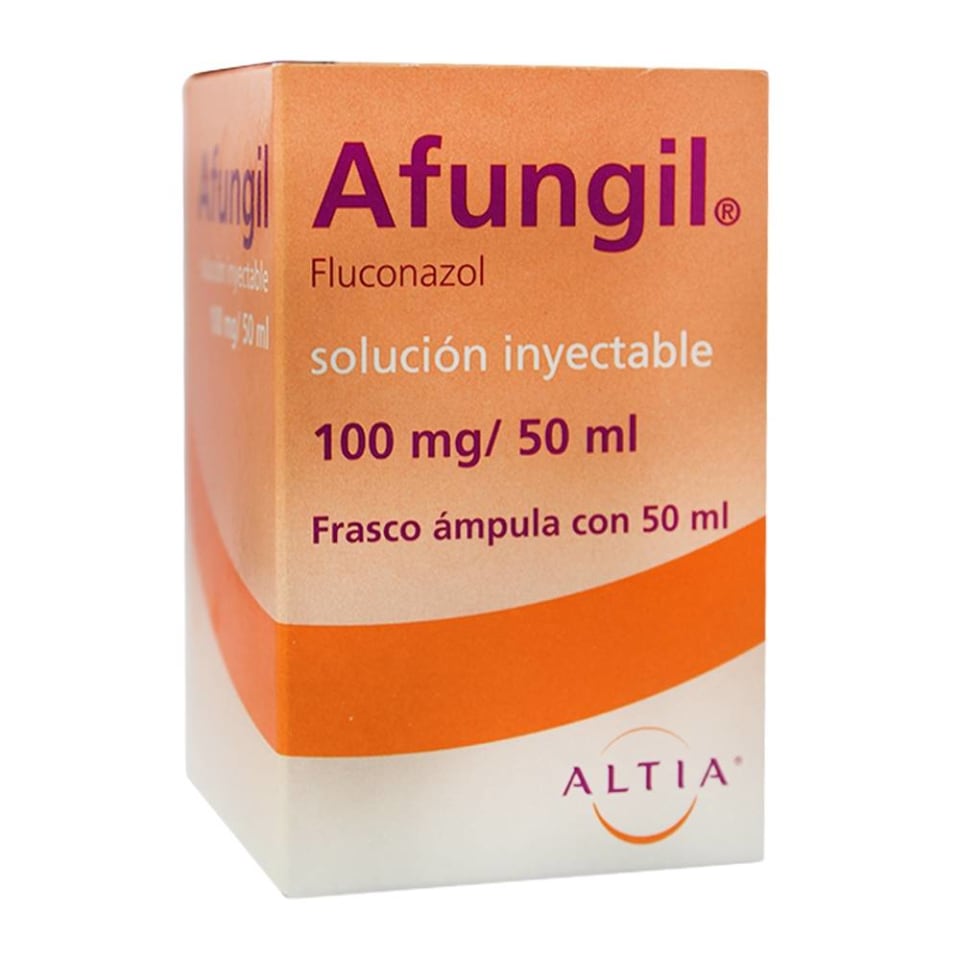 Afungil®
Fluconazol
solución inyectable
100 mg/ 50 ml
Frasco ámpula con 50 ml
ALTIA®
Afungil
solución inyectable
100 mg/ 50 ml